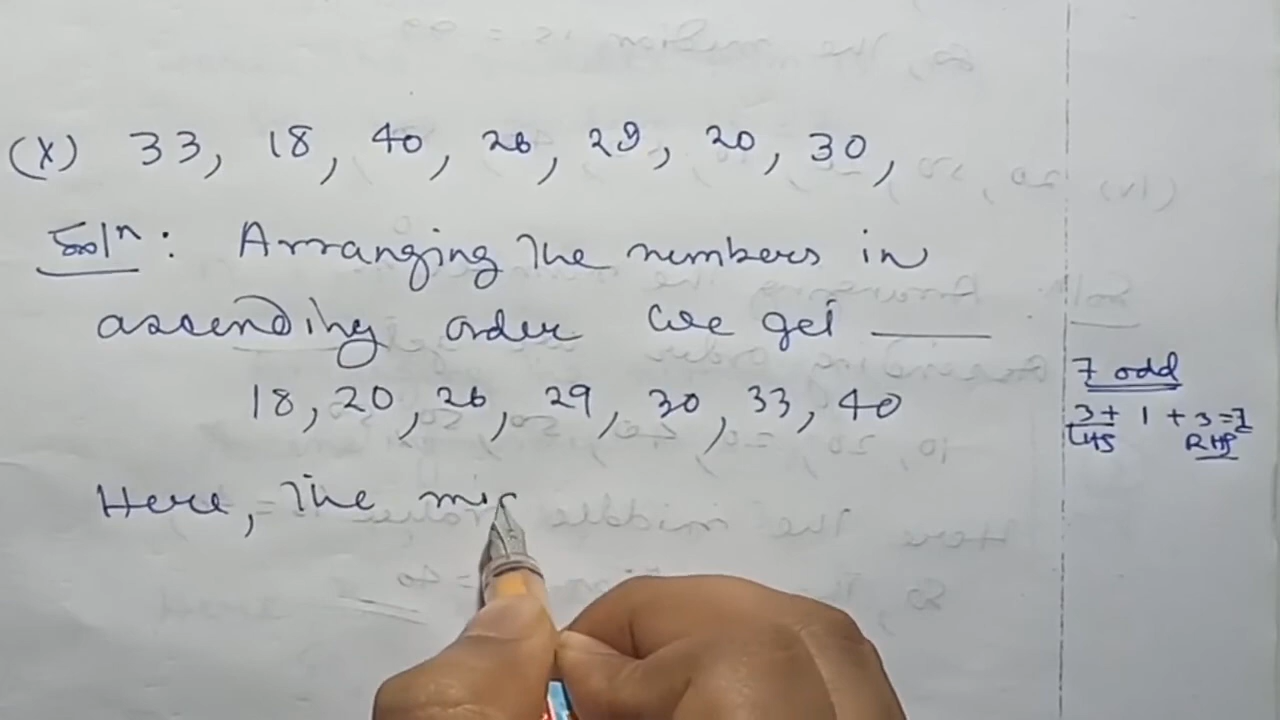 (X) 33, 18, 40, 26, 29, 20, 30,
Solⁿ: Arranging the numbers in
ascending order we get ____
18, 20, 26, 29, 30, 33, 40
Here, the mi
7 odd
3 + 1 + 3 = 7
LHS RHS